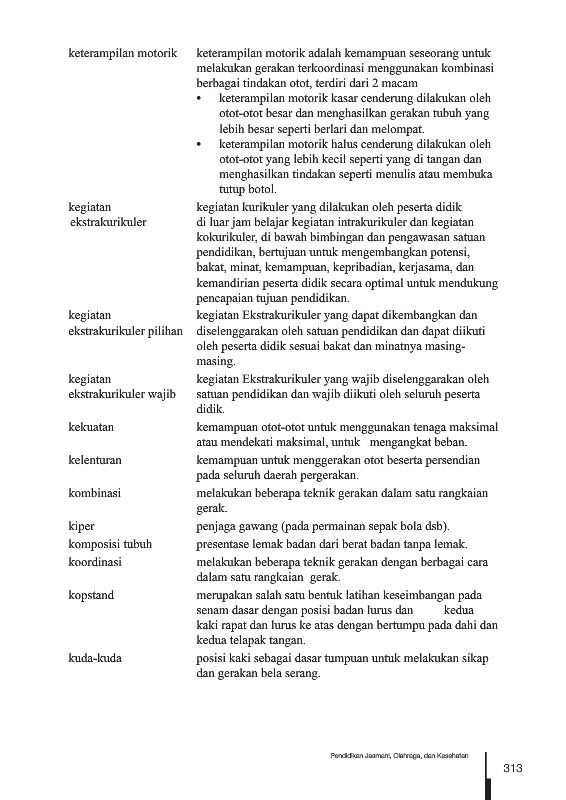 keterampilan motorik keterampilan motorik adalah kemampuan seseorang untuk
melakukan gerakan terkoordinasi menggunakan kombinasi
berbagai tindakan otot, terdiri dari 2 macam
• keterampilan motorik kasar cenderung dilakukan oleh
otot-otot besar dan menghasilkan gerakan tubuh yang
lebih besar seperti berlari dan melompat.
• keterampilan motorik halus cenderung dilakukan oleh
otot-otot yang lebih kecil seperti yang di tangan dan
menghasilkan tindakan seperti menulis atau membuka
tutup botol.
kegiatan kegiatan kurikuler yang dilakukan oleh peserta didik
ekstrakurikuler di luar jam belajar kegiatan intrakurikuler dan kegiatan
kokurikuler, di bawah bimbingan dan pengawasan satuan
pendidikan, bertujuan untuk mengembangkan potensi,
bakat, minat, kemampuan, kepribadian, kerjasama, dan
kemandirian peserta didik secara optimal untuk mendukung
pencapaian tujuan pendidikan.
kegiatan kegiatan Ekstrakurikuler yang dapat dikembangkan dan
ekstrakurikuler pilihan diselenggarakan oleh satuan pendidikan dan dapat diikuti
oleh peserta didik sesuai bakat dan minatnya masing-
masing.
kegiatan kegiatan Ekstrakurikuler yang wajib diselenggarakan oleh
ekstrakurikuler wajib satuan pendidikan dan wajib diikuti oleh seluruh peserta
didik.
kekuatan kemampuan otot-otot untuk menggunakan tenaga maksimal
atau mendekati maksimal, untuk mengangkat beban.
kelenturan kemampuan untuk menggerakan otot beserta persendian
pada seluruh daerah pergerakan.
kombinasi melakukan beberapa teknik gerakan dalam satu rangkaian
gerak.
kiper penjaga gawang (pada permainan sepak bola dsb).
komposisi tubuh presentase lemak badan dari berat badan tanpa lemak.
koordinasi melakukan beberapa teknik gerakan dengan berbagai cara
dalam satu rangkaian gerak.
kopstand merupakan salah satu bentuk latihan keseimbangan pada
senam dasar dengan posisi badan lurus dan kedua
kaki rapat dan lurus ke atas dengan bertumpu pada dahi dan
kedua telapak tangan.
kuda-kuda posisi kaki sebagai dasar tumpuan untuk melakukan sikap
dan gerakan bela serang.
Pendidikan Jasmani, Olehraga, dan Kesehatan
313